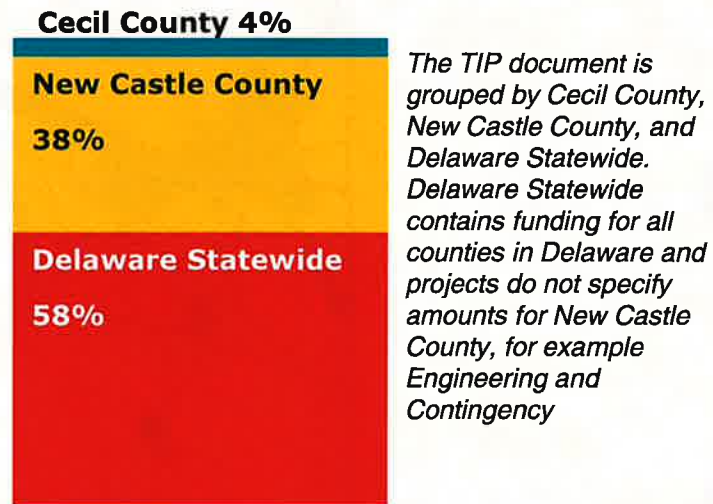 Cecil County 4%
New Castle County
38%
Delaware Statewide
58%
The TIP document is
grouped by Cecil County,
New Castle County, and
Delaware Statewide.
Delaware Statewide
contains funding for all
counties in Delaware and
projects do not specify
amounts for New Castle
County, for example
Engineering and
Contingency